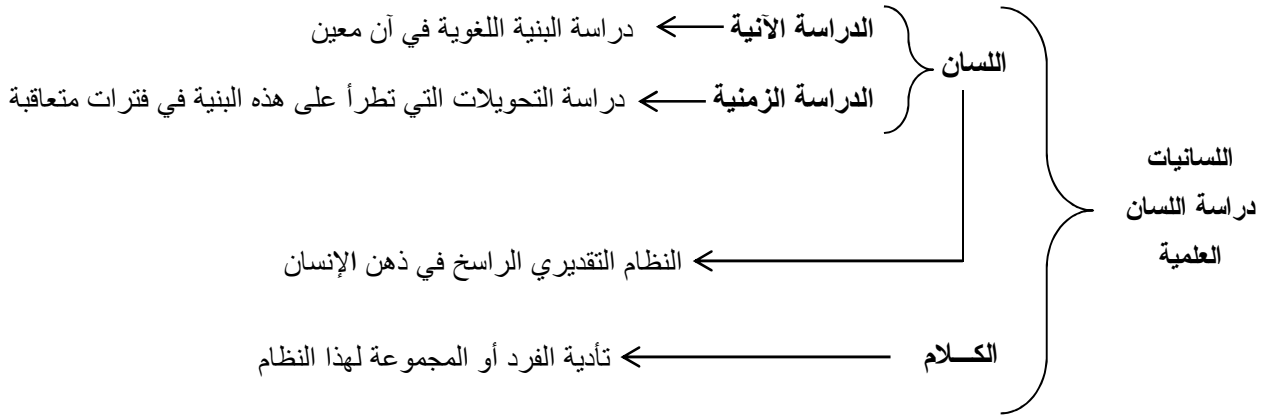 الدراسة الآنية دراسة البنية اللغوية في آن معين
اللسان
الدراسة الزمنية دراسة التحويلات التي تطرأ على هذه البنية في فترات متعاقبة
اللسانيات
دراسة اللسان
العلمية
النظام التقديري الراسخ في ذهن الإنسان
الكـــلام تأدية الفرد أو المجموعة لهذا النظام